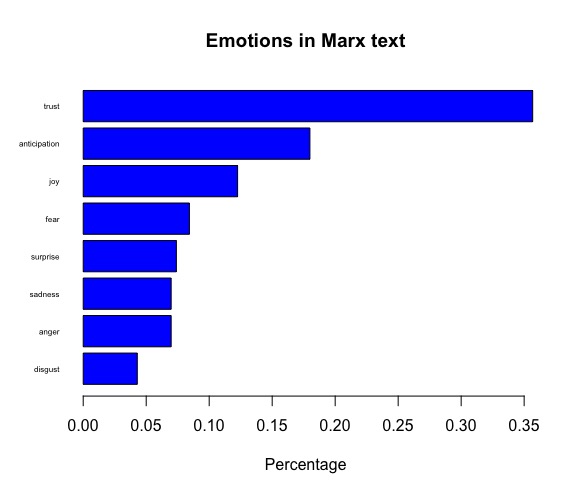 Emotions in Marx text
trust
anticipation
joy
fear
surprise
sadness
anger
disgust
0.00 0.05 0.10 0.15 0.20 0.25 0.30 0.35
Percentage